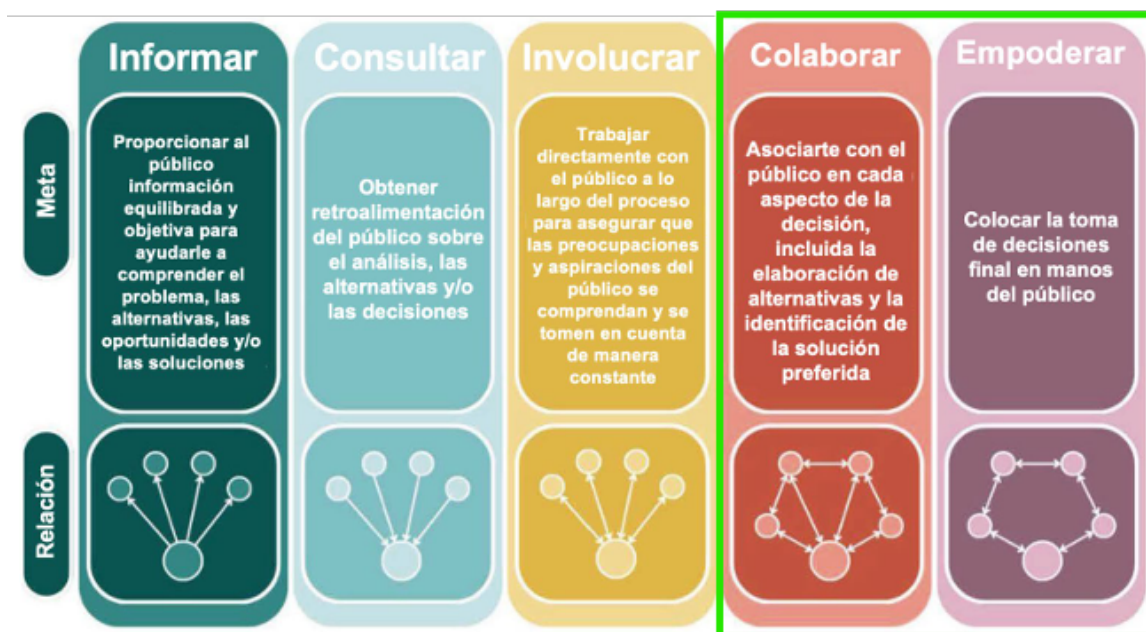 Informar
Consultar
Involucrar
Colaborar
Empoderar
Meta
Proporcionar al
público
información
equilibrada y
objetiva para
ayudarle a
comprender el
problema, las
alternativas, las
oportunidades y/o
las soluciones
Obtener
retroalimentación
del público sobre
el análisis, las
alternativas y/o
las decisiones
Trabajar
directamente con
el público a lo
largo del proceso
para asegurar que
las preocupaciones
y aspiraciones del
público se
comprendan y se
tomen en cuenta
de manera
constante
Asociarte con el
público en cada
aspecto de la
decisión,
incluida la
elaboración de
alternativas y la
identificación de
la solución
preferida
Colocar la toma
de decisiones
final en manos
del público
Relación